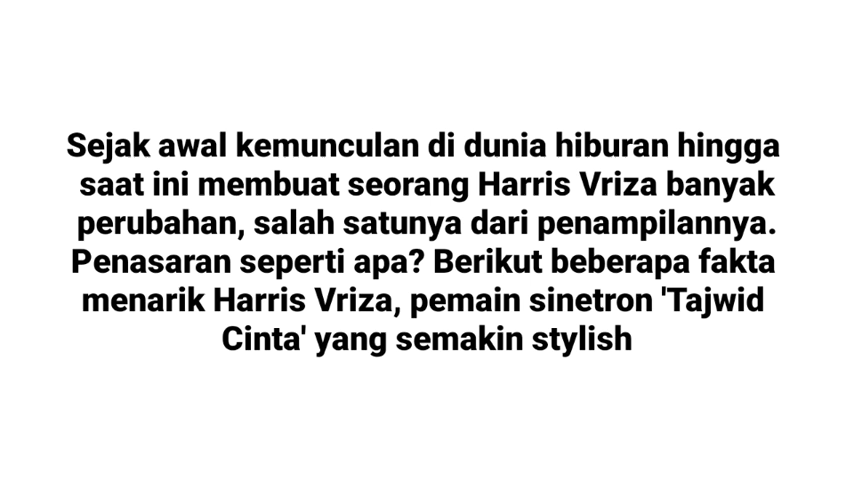 Sejak awal kemunculan di dunia hiburan hingga
saat ini membuat seorang Harris Vriza banyak
perubahan, salah satunya dari penampilannya.
Penasaran seperti apa? Berikut beberapa fakta
menarik Harris Vriza, pemain sinetron 'Tajwid
Cinta' yang semakin stylish